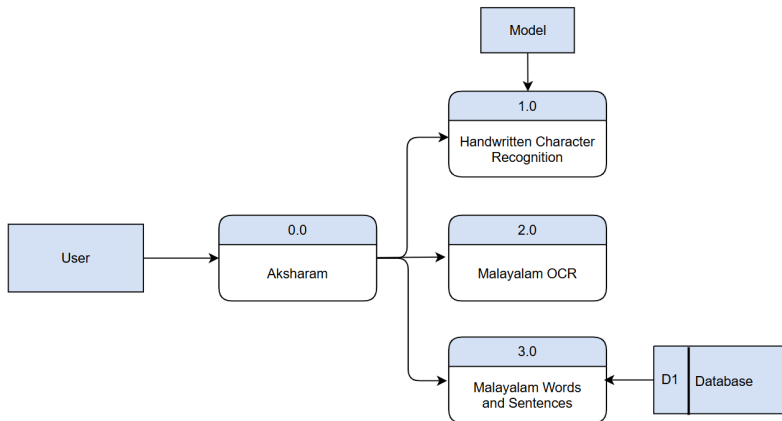 Model
1.0
Handwritten Character
Recognition
0.0
2.0
User
Aksharam
Malayalam OCR
3.0
Malayalam Words
and Sentences
D1
Database